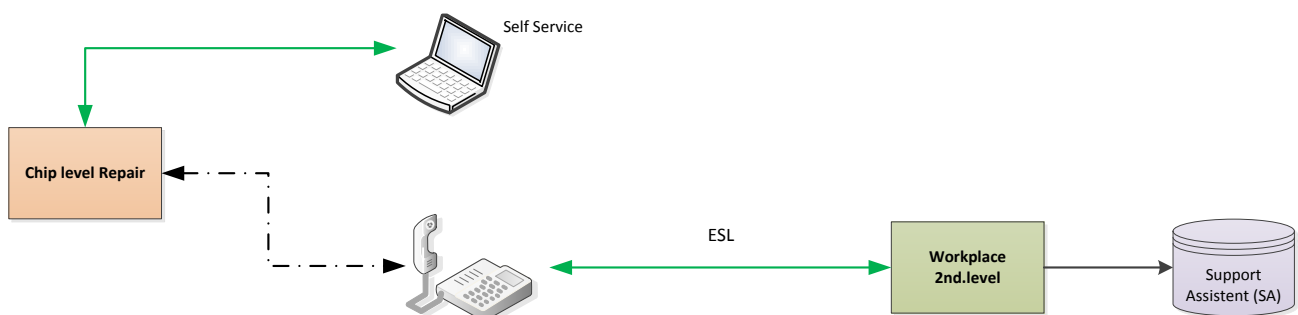 Self Service
Chip level Repair
ESL
Workplace
2nd.level
Support
Assistent (SA)